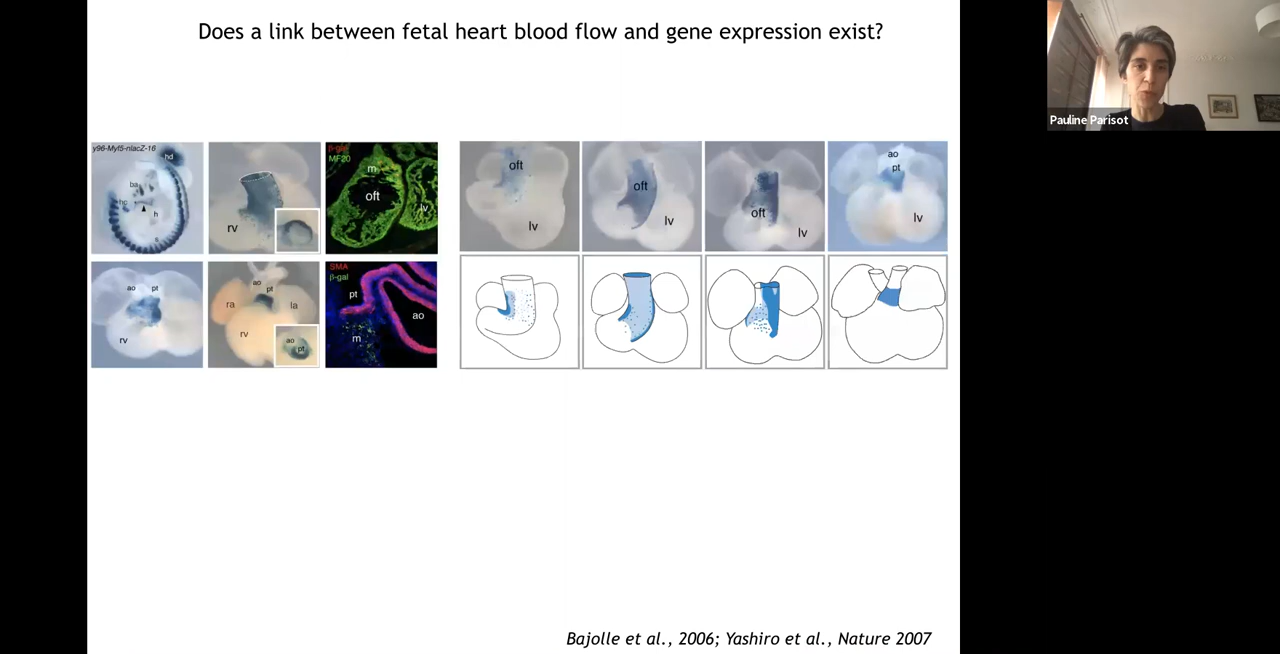 Does a link between fetal heart blood flow and gene expression exist?
Pauline Parisot
y96-Myf5-nlacZ-16
hd
ba
hc
h
rv
β-gal
MF20
m
oft
lv
oft
lv
oft
lv
oft
lv
ao
pt
lv
ao pt
rv
ao
pt
ra
la
rv
ao
pt
SMA
β-gal
pt
ao
m
Bajolle et al., 2006; Yashiro et al., Nature 2007